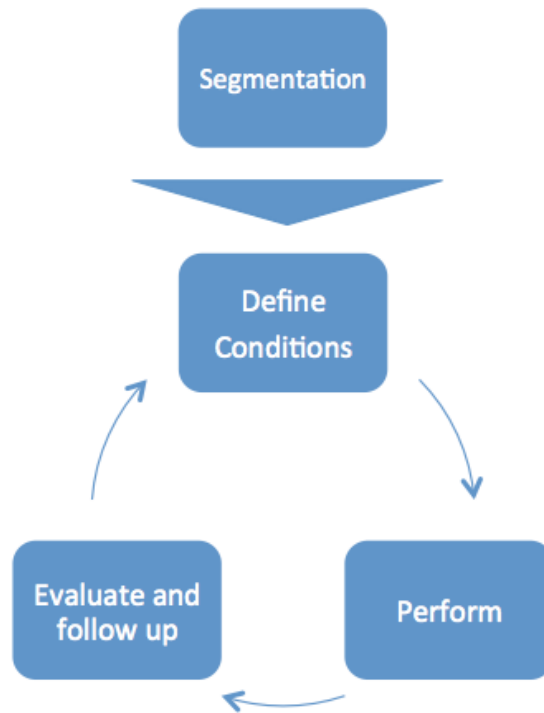 Segmentation
Define
Conditions
Evaluate and
follow up
Perform